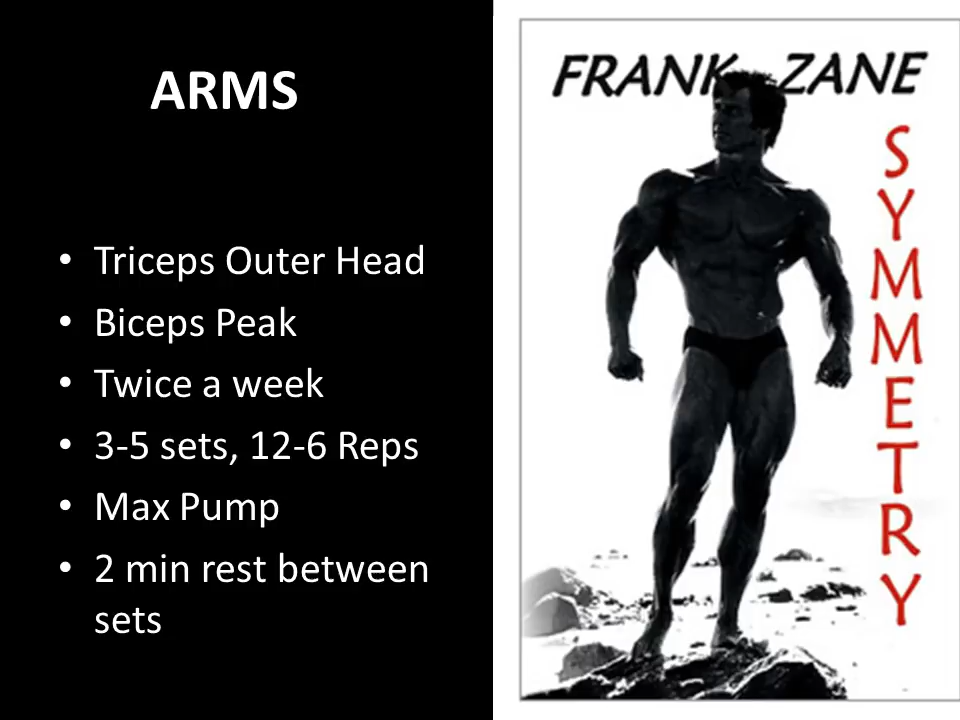 ARMS
• Triceps Outer Head
• Biceps Peak
• Twice a week
• 3-5 sets, 12-6 Reps
• Max Pump
• 2 min rest between
sets
FRANK ZANE
SYMMETRY